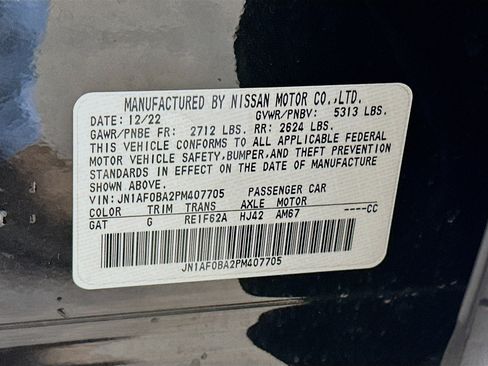 MANUFACTURED BY NISSAN MOTOR CO.,LTD.
DATE: 12/22 GVWR/PNBV: 5313 LBS.
GAWR/PNBE FR: 2712 LBS. RR: 2624 LBS.
THIS VEHICLE CONFORMS TO ALL APPLICABLE FEDERAL
MOTOR VEHICLE SAFETY, BUMPER, AND THEFT PREVENTION
STANDARDS IN EFFECT ON THE DATE OF MANUFACTURE
SHOWN ABOVE.
VIN: JN1AF0BA2PM407705 PASSENGER CAR
COLOR TRIM TRANS AXLE MOTOR
GAT G RE1F62A HJ42 AM67 ----CC
JN1AF0BA2PM407705